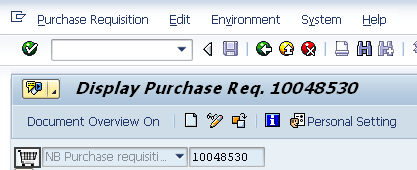 Purchase Requisition Edit Environment System Help
Display Purchase Req. 10048530
Document Overview On Personal Setting
NB Purchase requisiti... 10048530